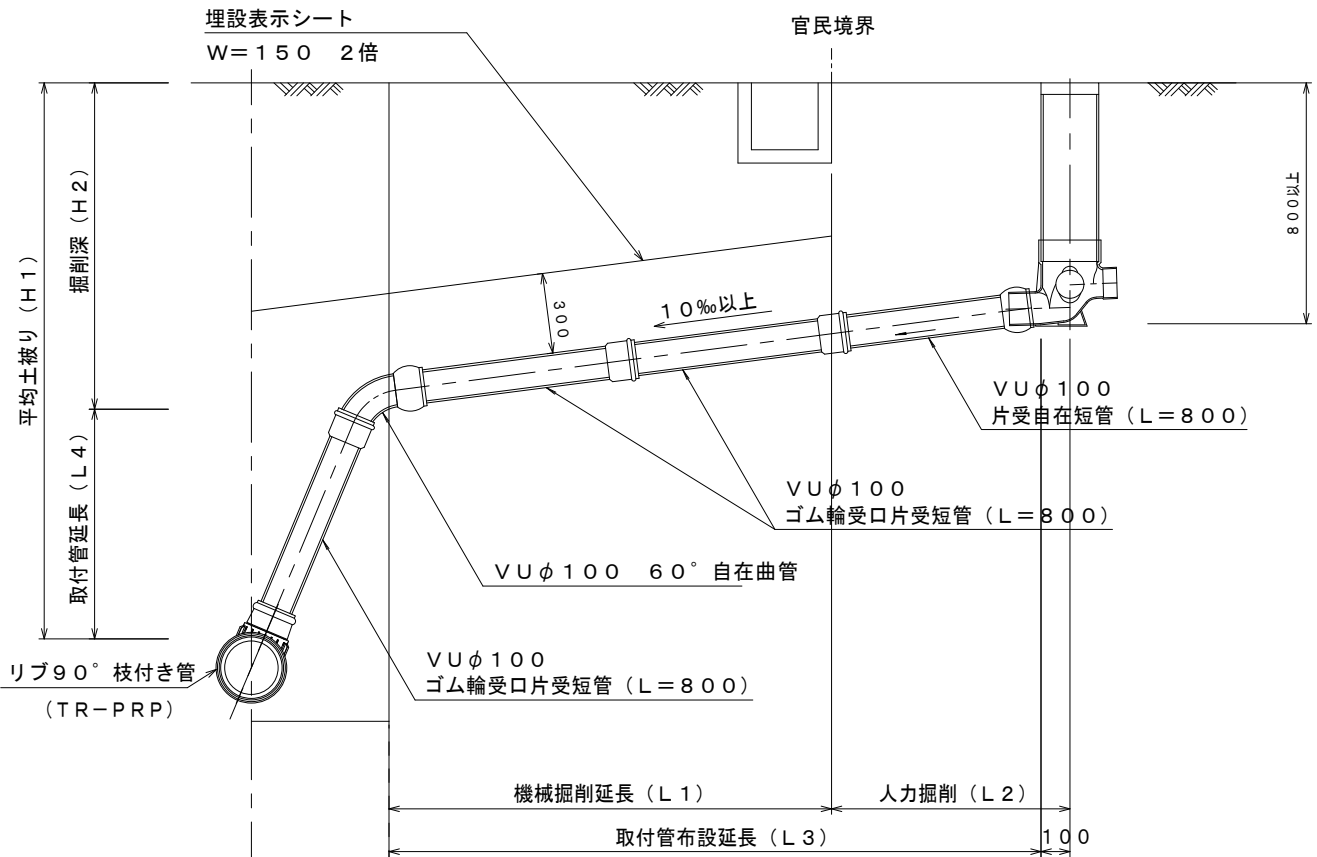 埋設表示シート
W=150 2倍
官民境界
平均土被り(H1)
掘削深(H2)
取付管延長(L4)
800以上
300
10‰以上
VUφ100
片受自在短管(L=800)
VUφ100
ゴム輪受口片受短管(L=800)
VUφ100 60°自在曲管
VUφ100
ゴム輪受口片受短管(L=800)
リブ90°枝付き管
(TR-PRP)
機械掘削延長(L1)
人力掘削(L2)
取付管布設延長(L3)
100